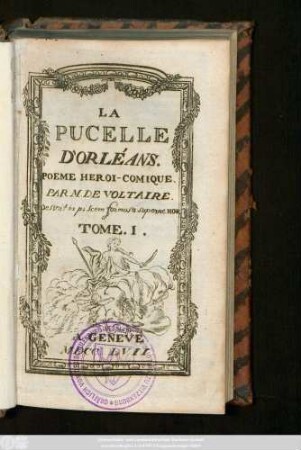 LA
PUCELLE
D'ORLÉANS.
POEME HEROI-COMIQUE.
PAR M. DE VOLTAIRE.
TOME. I.
A GENEVE
MDCC LVII